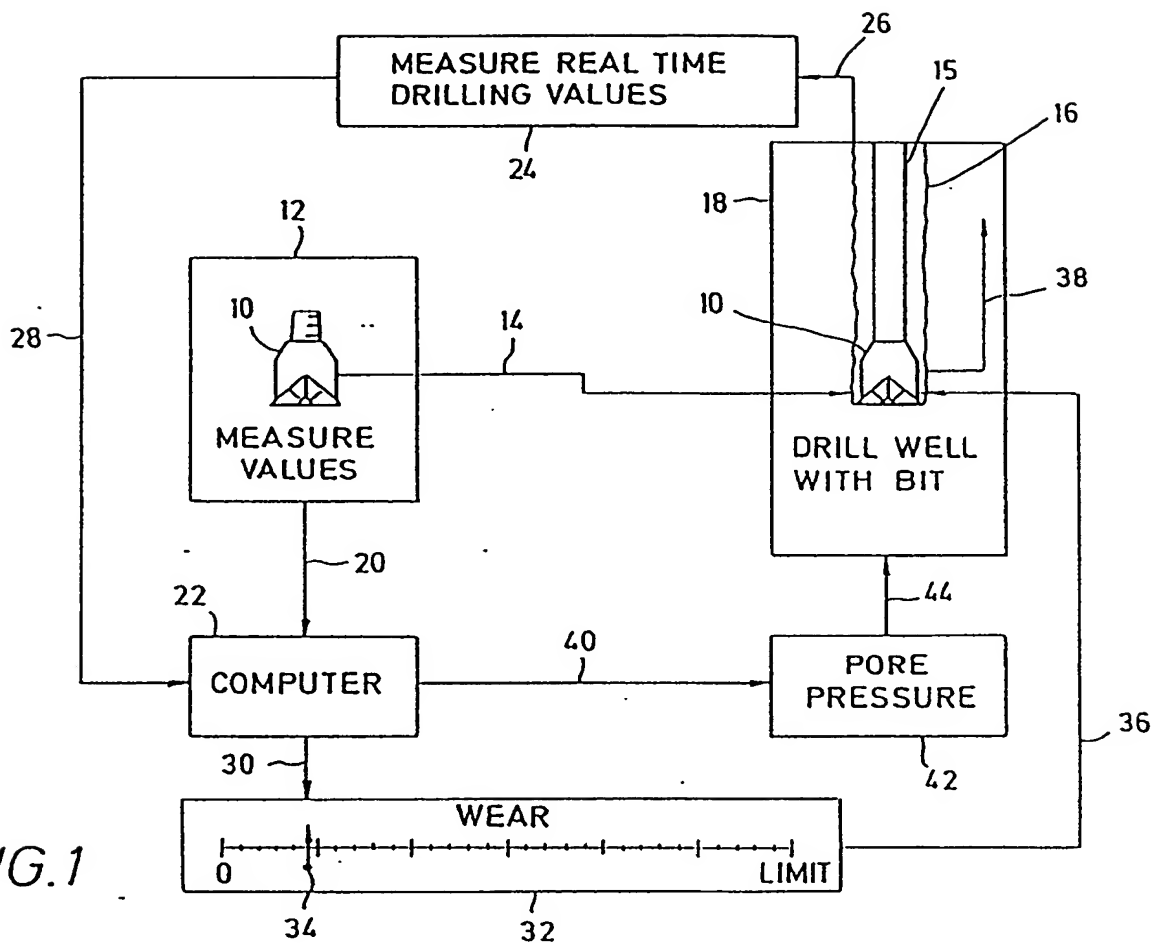 MEASURE REAL TIME
DRILLING VALUES
24
26
15
16
18
12
10
14
10
38
28
MEASURE
VALUES
DRILL WELL
WITH BIT
20
22
44
COMPUTER
40
PORE
PRESSURE
30
42
36
WEAR
0
LIMIT
34
32
IG.1